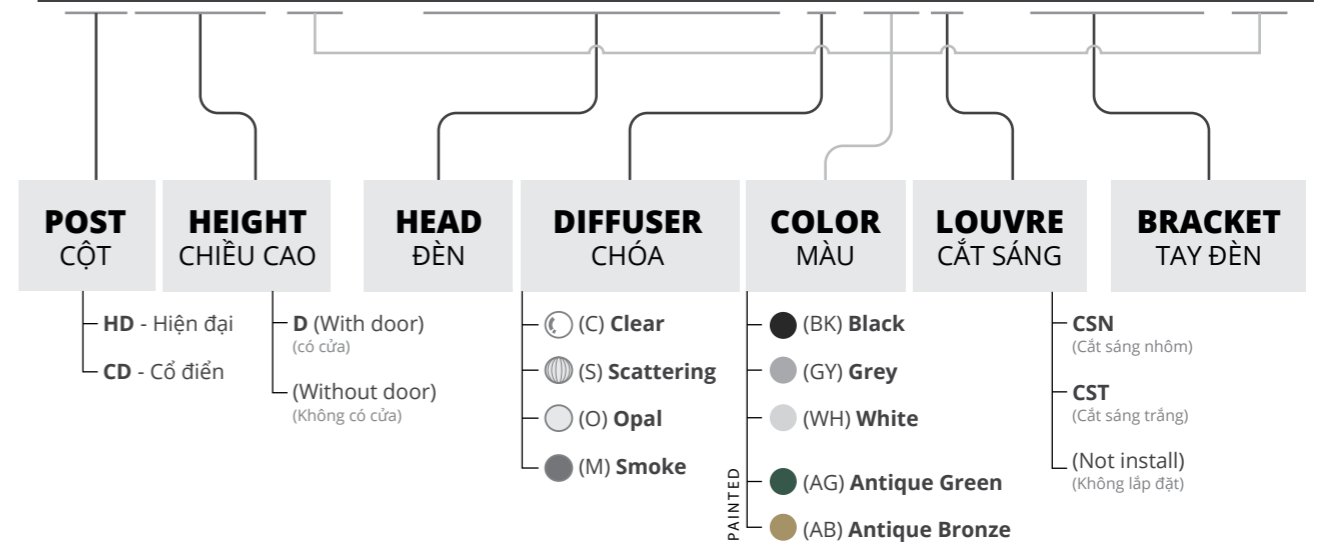 POST
CỘT
HEIGHT
CHIỀU CAO
HEAD
ĐÈN
DIFFUSER
CHÓA
COLOR
MÀU
LOUVRE
CẮT SÁNG
BRACKET
TAY ĐÈN
HD - Hiện đại
CD - Cổ điển
D (With door)
(có cửa)
(Without door)
(Không có cửa)
(C) Clear
(S) Scattering
(O) Opal
(M) Smoke
(BK) Black
(GY) Grey
(WH) White
PAINTED
(AG) Antique Green
(AB) Antique Bronze
CSN
(Cắt sáng nhôm)
CST
(Cắt sáng trắng)
(Not install)
(Không lắp đặt)